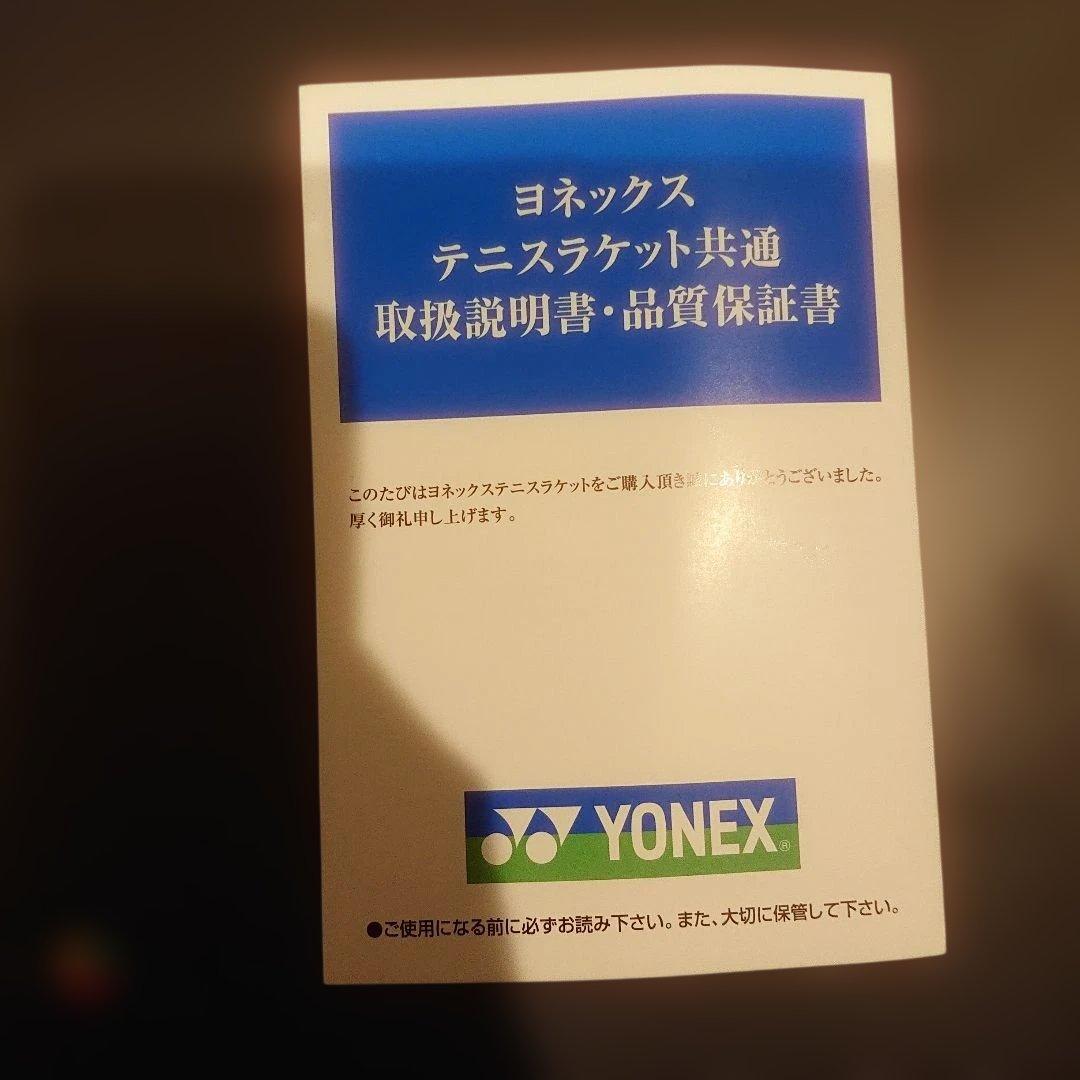 ヨネックス
テニスラケット共通
取扱説明書・品質保証書
このたびはヨネックステニスラケットをご購入頂き誠にありがとうございました。
厚く御礼申し上げます。
YONEX®
●ご使用になる前に必ずお読み下さい。また、大切に保管して下さい。